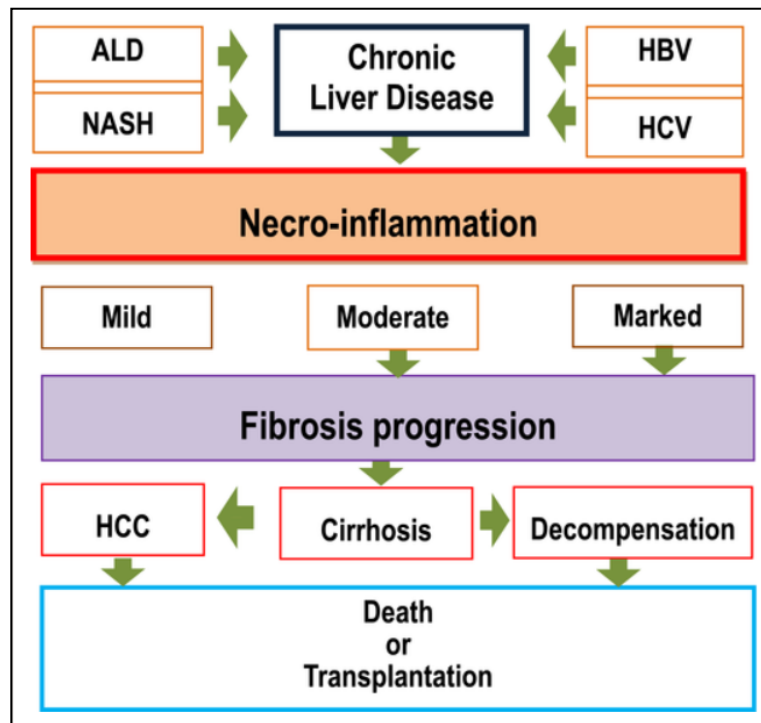 ALD
NASH
Chronic
Liver Disease
HBV
HCV
Necro-inflammation
Mild
Moderate
Marked
Fibrosis progression
HCC
Cirrhosis
Decompensation
Death
or
Transplantation